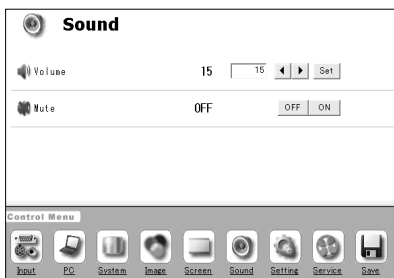 Sound
Volume 15 15 Set
Mute OFF OFF ON
Control Menu
Input PC System Image Screen Sound Setting Service Save